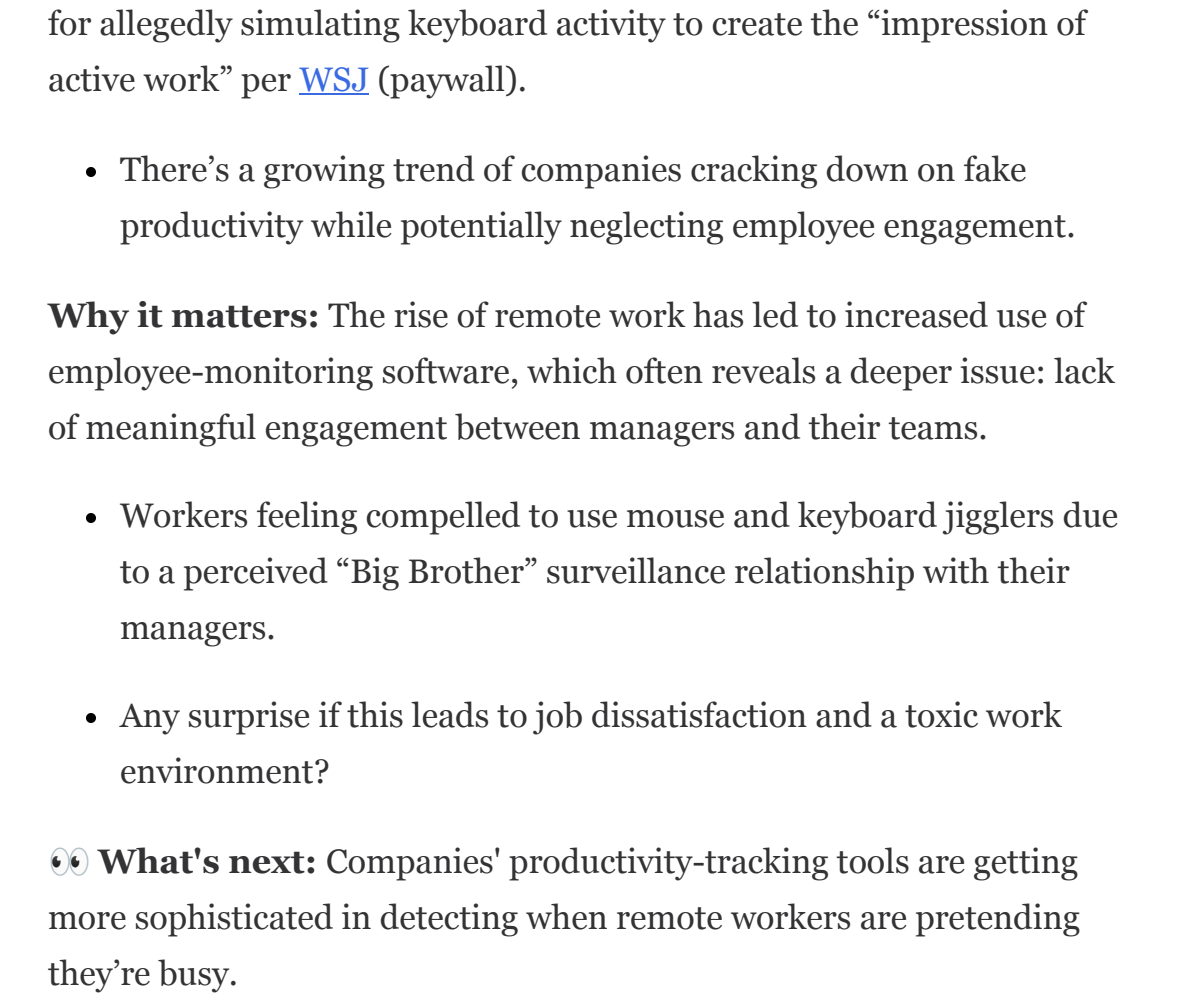 for allegedly simulating keyboard activity to create the “impression of
active work” per WSJ (paywall).
• There’s a growing trend of companies cracking down on fake
productivity while potentially neglecting employee engagement.
Why it matters: The rise of remote work has led to increased use of
employee-monitoring software, which often reveals a deeper issue: lack
of meaningful engagement between managers and their teams.
• Workers feeling compelled to use mouse and keyboard jigglers due
to a perceived “Big Brother” surveillance relationship with their
managers.
• Any surprise if this leads to job dissatisfaction and a toxic work
environment?
👀 What's next: Companies' productivity-tracking tools are getting
more sophisticated in detecting when remote workers are pretending
they’re busy.